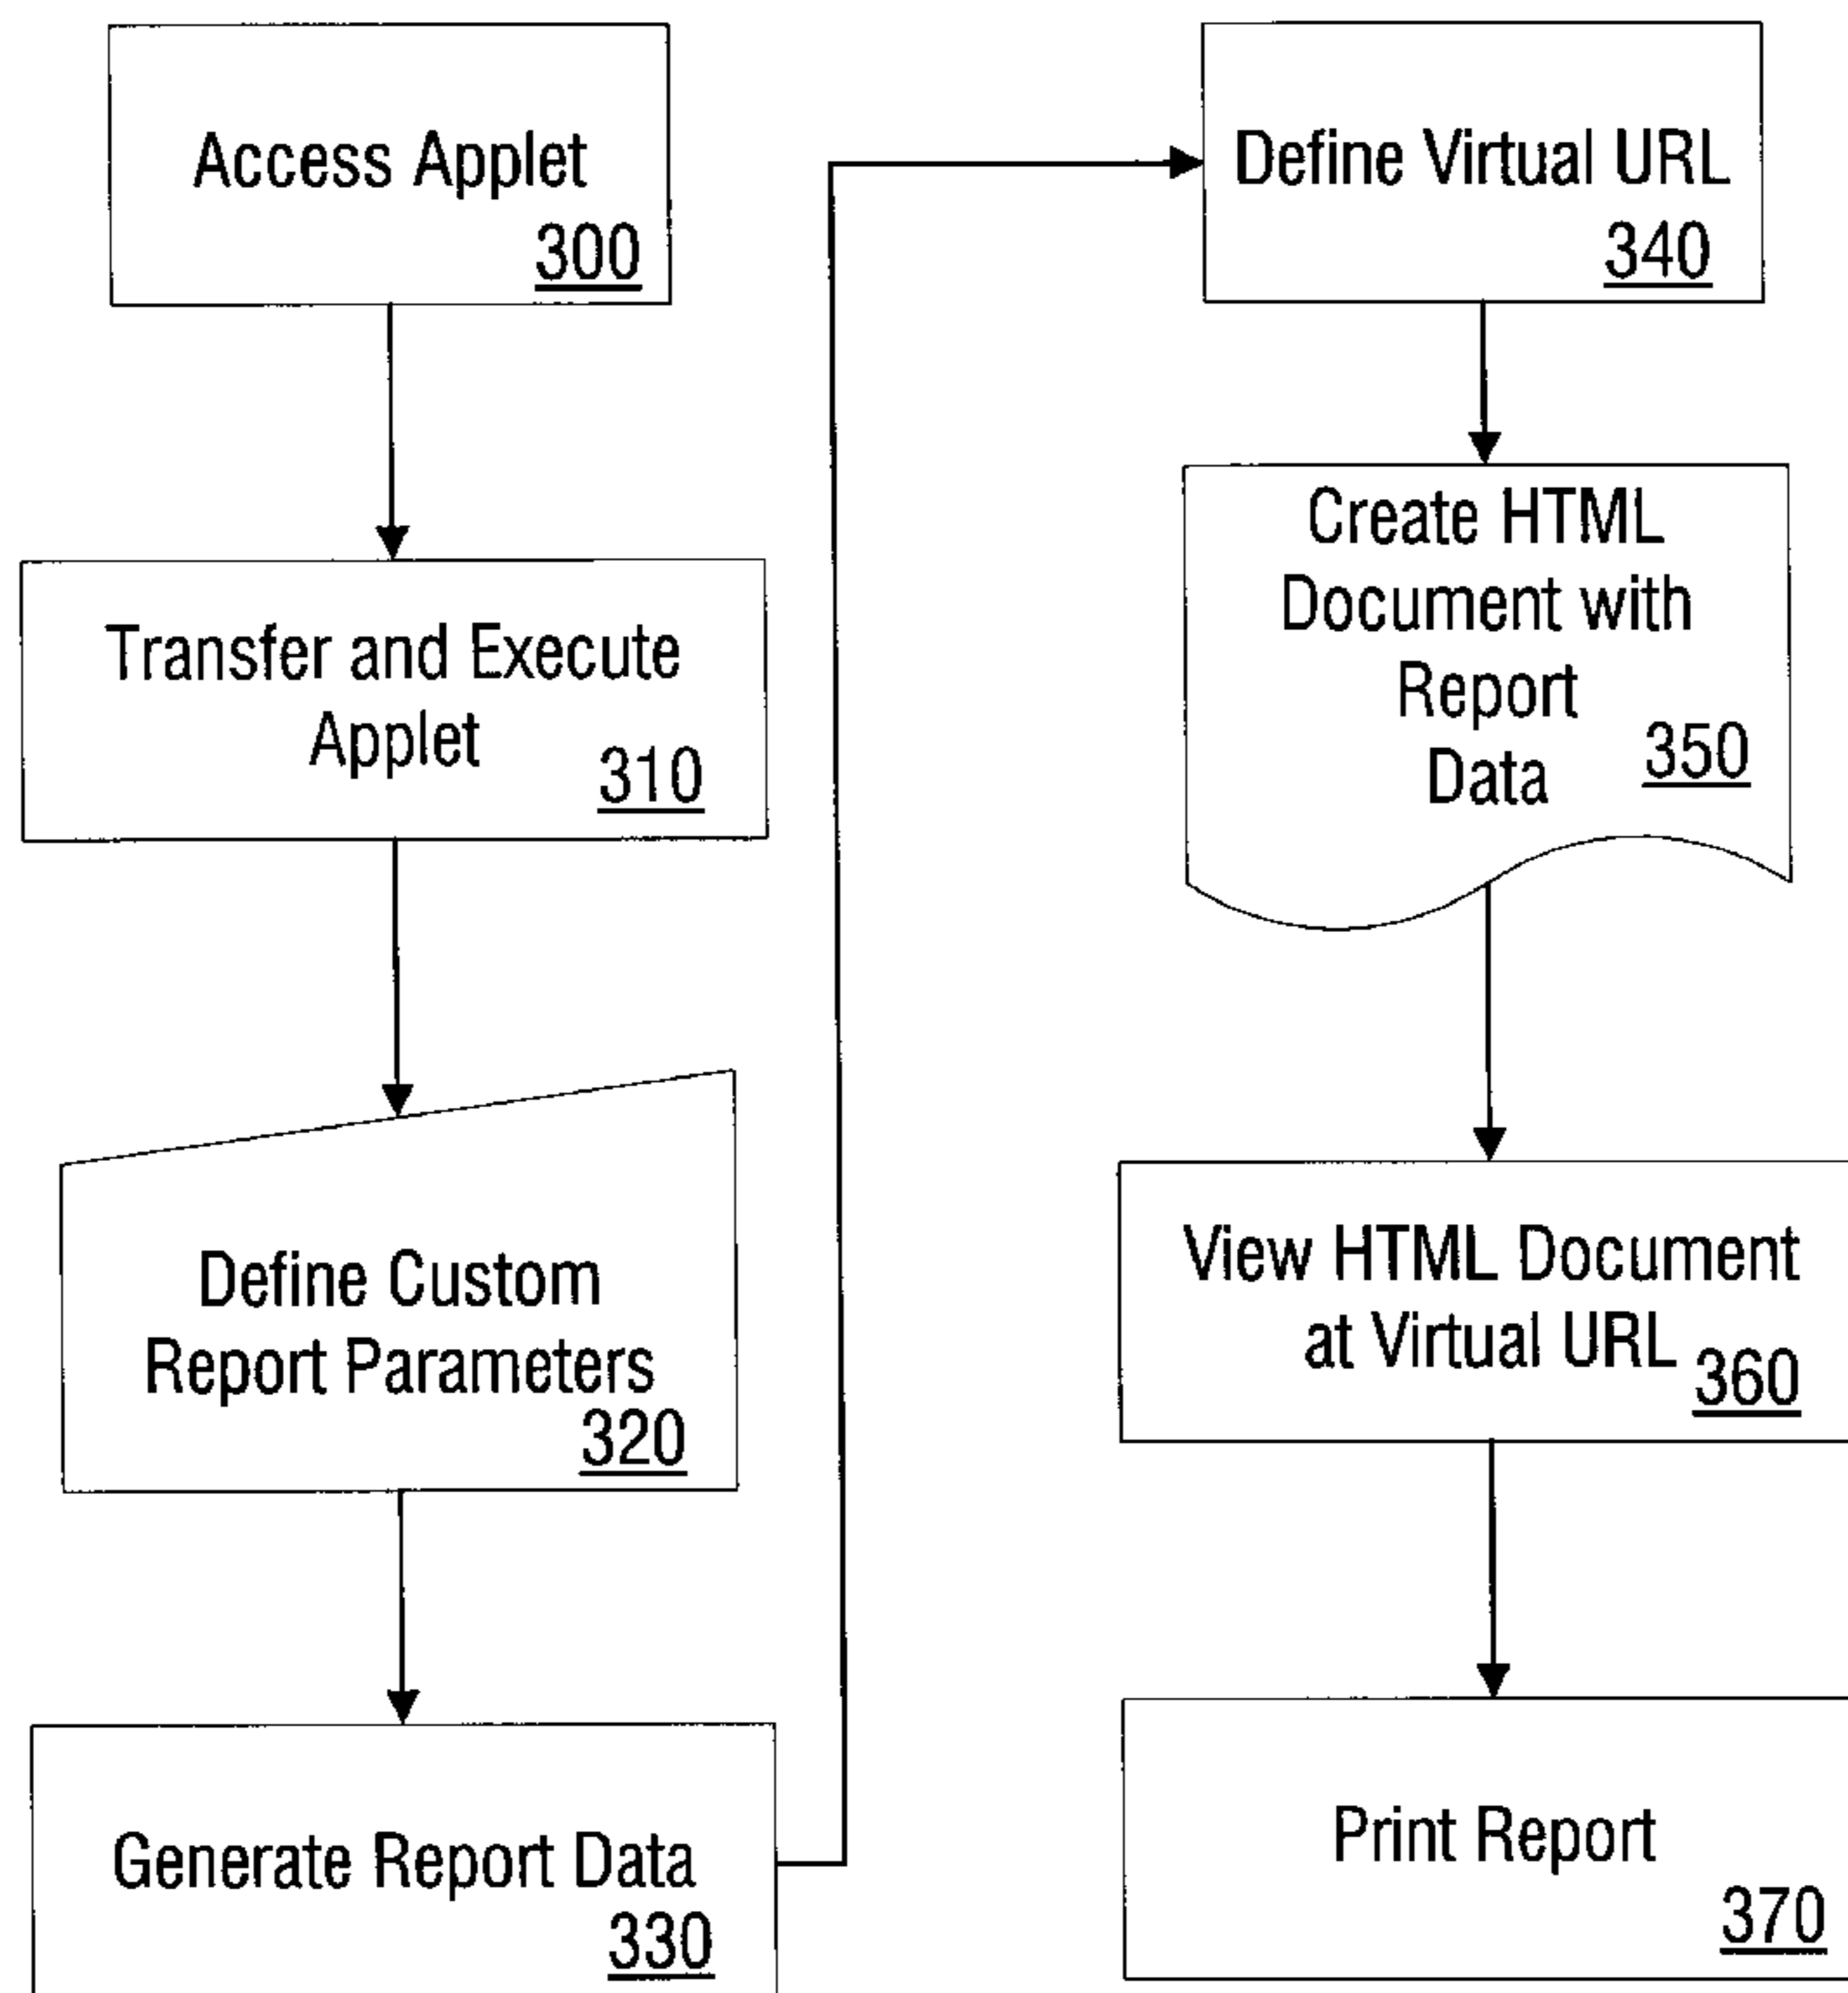 Access Applet
300
Transfer and Execute
Applet
310
Define Custom
Report Parameters
320
Generate Report Data
330
Define Virtual URL
340
Create HTML
Document with
Report
Data
350
View HTML Document
at Virtual URL
360
Print Report
370